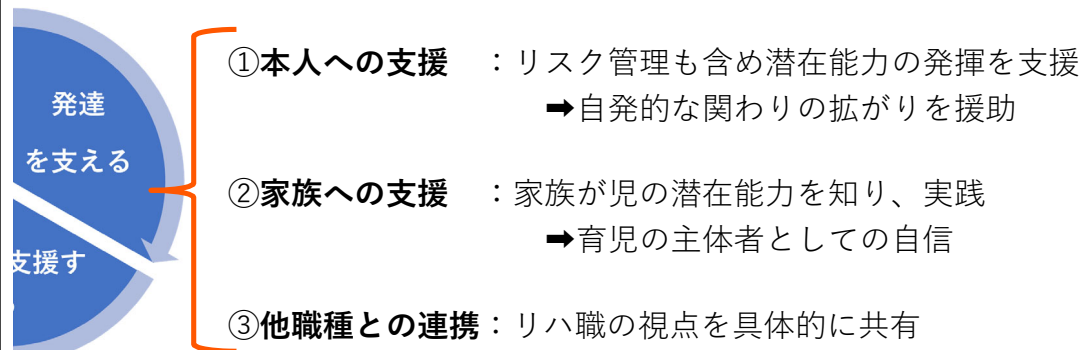 発達
を支える
支援す
①本人への支援 ：リスク管理も含め潜在能力の発揮を支援
➡自発的な関わりの拡がりを援助
②家族への支援 ：家族が児の潜在能力を知り、実践
➡育児の主体者としての自信
③他職種との連携：リハ職の視点を具体的に共有